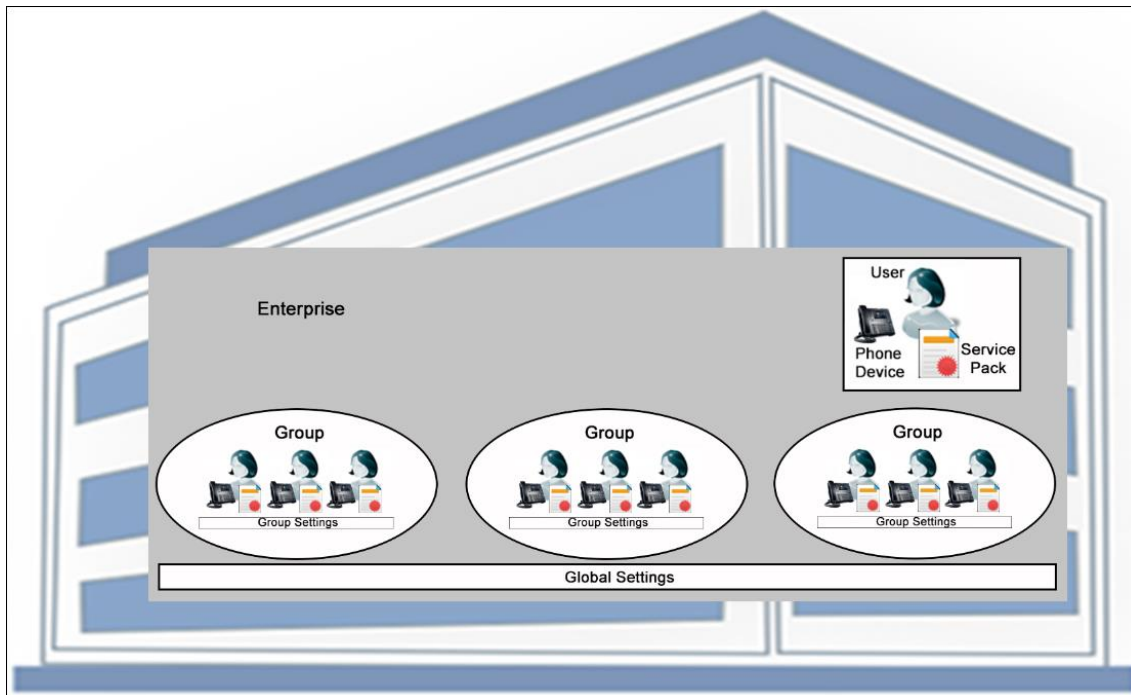 Enterprise
User
Phone
Device
Service
Pack
Group
Group Settings
Group
Group Settings
Group
Group Settings
Global Settings